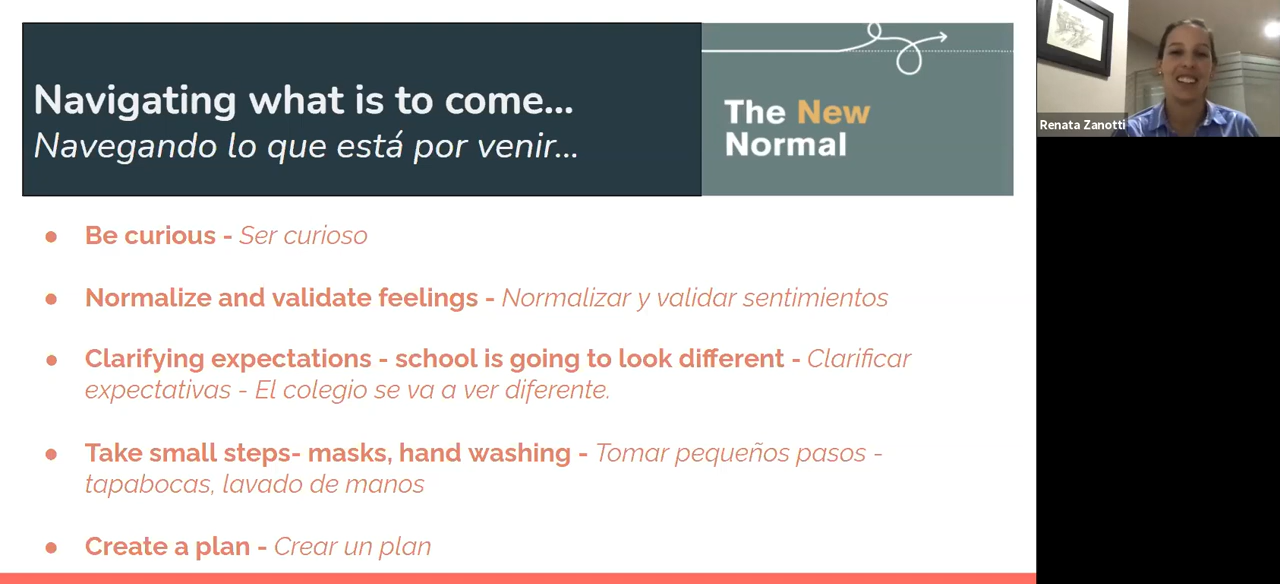 Navigating what is to come...
Navegando lo que está por venir...
The New
Normal
Renata Zanotti
● Be curious - Ser curioso
● Normalize and validate feelings - Normalizar y validar sentimientos
● Clarifying expectations - school is going to look different - Clarificar
expectativas - El colegio se va a ver diferente.
● Take small steps- masks, hand washing - Tomar pequeños pasos -
tapabocas, lavado de manos
● Create a plan - Crear un plan